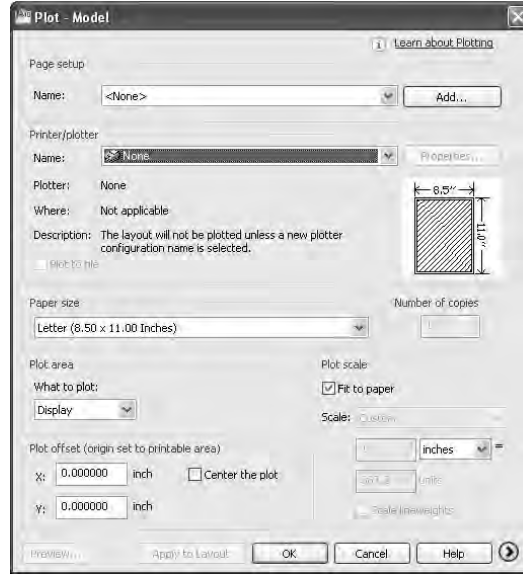 Plot - Model
Learn about Plotting
Page setup
Name: <None> Add...
Printer/plotter
Name: None Properties...
Plotter: None
Where: Not applicable
Description: The layout will not be plotted unless a new plotter
configuration name is selected.
Plot to file
8.5"
11.0"
Paper size
Letter (8.50 x 11.00 Inches)
Number of copies
Plot area
What to plot:
Display
Plot scale
Fit to paper
Scale: Custom
inches =
units
Scale lineweights
Plot offset (origin set to printable area)
X: 0.000000 inch Center the plot
Y: 0.000000 inch
Preview... Apply to Layout OK Cancel Help